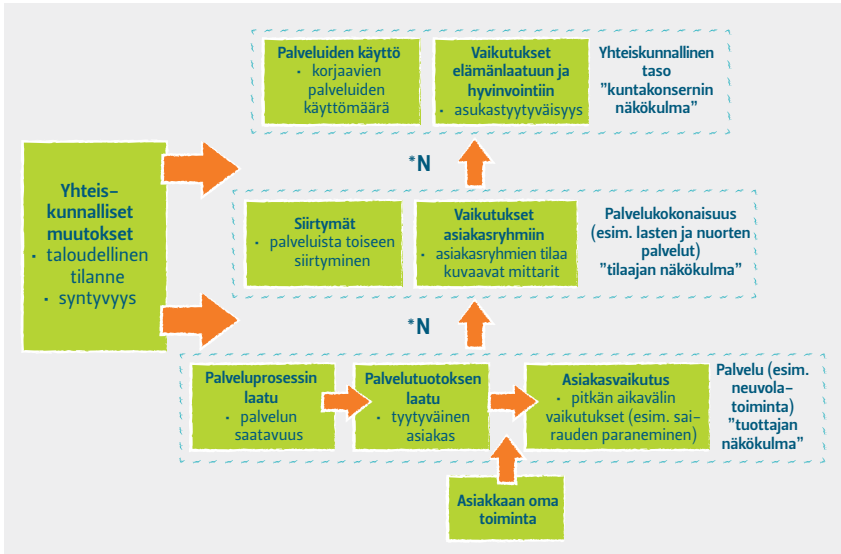 Palveluiden käyttö
· korjaavien
palveluiden
käyttömäärä
Vaikutukset
elämänlaatuun ja
hyvinvointiin
· asukastyytyväisyys
Yhteiskunnallinen
taso
”kuntakonsernin
näkökulma”
*N
Yhteis-
kunnalliset
muutokset
• taloudellinen
tilanne
• syntyvyys
Siirtymät
· palveluista toiseen
siirtyminen
Vaikutukset
asiakasryhmiin
· asiakasryhmien tilaa
kuvaavat mittarit
Palvelukokonaisuus
(esim. lasten ja nuorten
palvelut)
”tilaajan näkökulma”
*N
Palveluprosessin
laatu
· palvelun
saatavuus
Palvelutuotoksen
laatu
· tyytyväinen
asiakas
Asiakasvaikutus
· pitkän aikavälin
vaikutukset (esim. sai-
rauden paraneminen)
Palvelu (esim.
neuvola-
toiminta)
”tuottajan
näkökulma”
Asiakkaan oma
toiminta